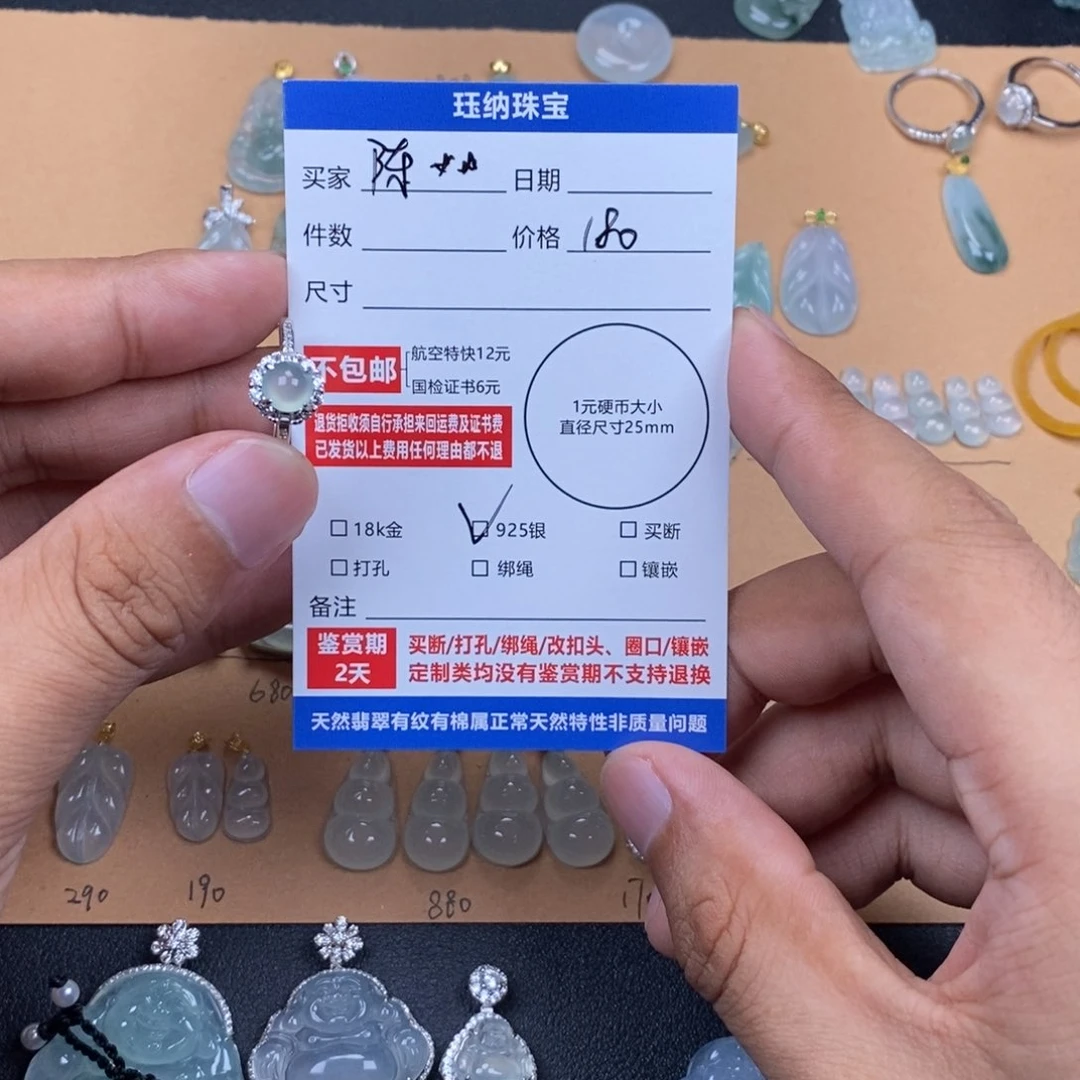 珏纳珠宝
买家 陈** 日期
件数 价格 180
尺寸
不包邮 航空特快12元
国检证书6元
退货拒收须自行承担来回运费及证书费
已发货以上费用任何理由都不退
1元硬币大小
直径尺寸25mm
☐ 18k金 ☑ 925银 ☐ 买断
☐ 打孔 ☐ 绑绳 ☐ 镶嵌
备注
鉴赏期 买断/打孔/绑绳/改扣头、圈口/镶嵌
2天 定制类均没有鉴赏期不支持退换
天然翡翠有纹有棉属正常天然特性非质量问题
680
290 190 880